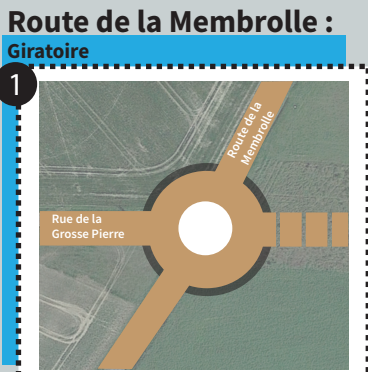 Route de la Membrolle :
Giratoire
1
Route de la
Membrolle
Rue de la
Grosse Pierre